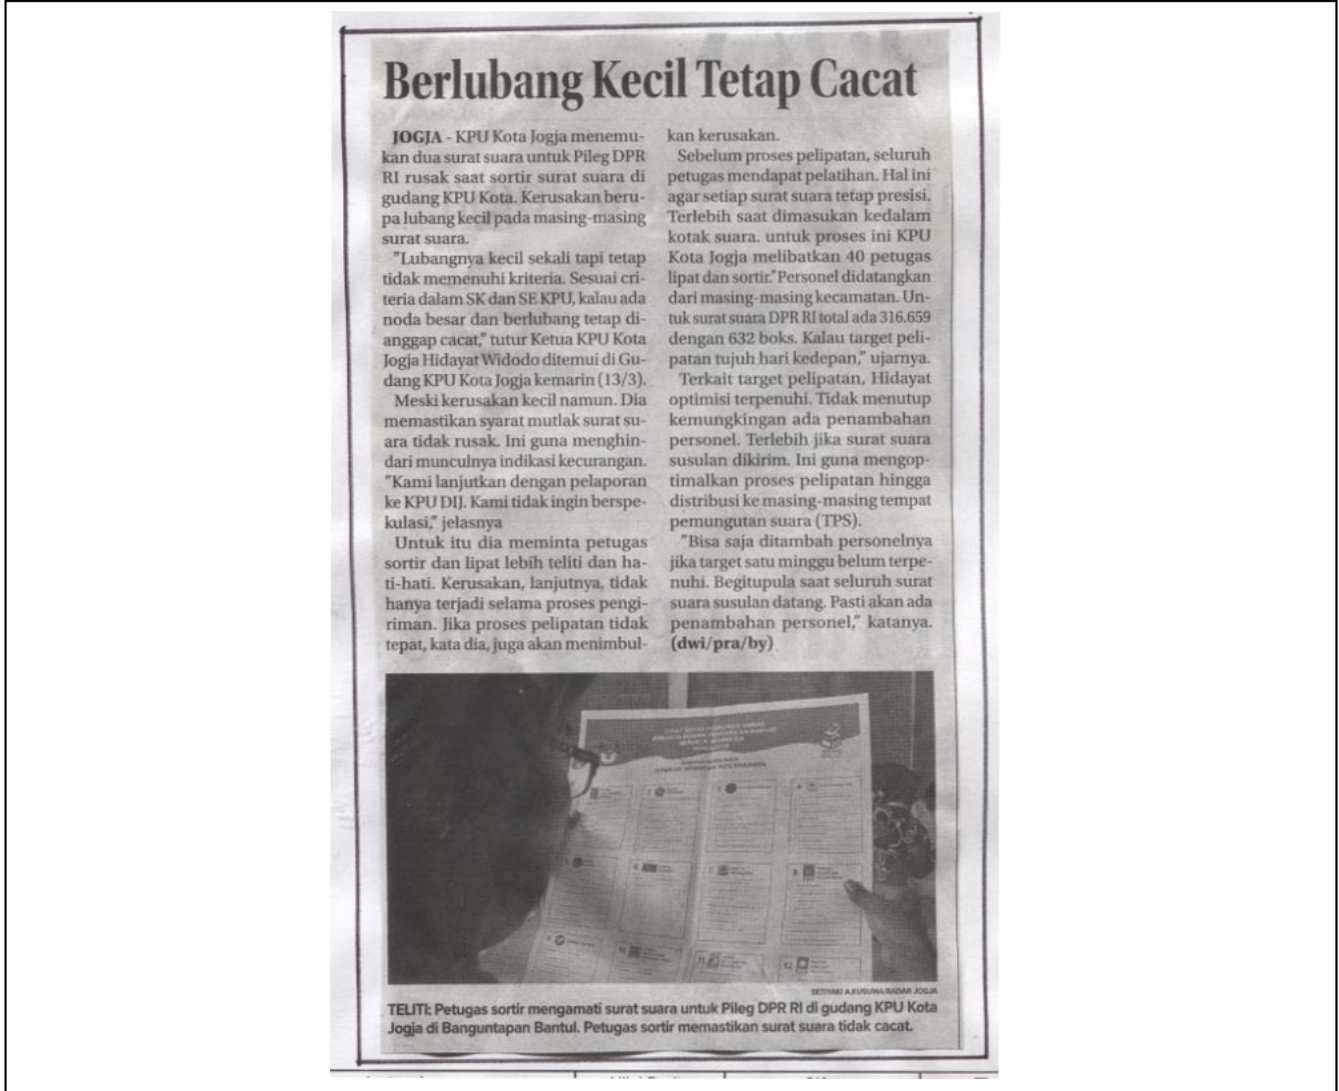 Berlubang Kecil Tetap Cacat
JOGJA - KPU Kota Jogja menemu-
kan dua surat suara untuk Pileg DPR
RI rusak saat sortir surat suara di
gudang KPU Kota. Kerusakan beru-
pa lubang kecil pada masing-masing
surat suara.
"Lubangnya kecil sekali tapi tetap
tidak memenuhi kriteria. Sesuai cri-
teria dalam SK dan SE KPU, kalau ada
noda besar dan berlubang tetap di-
anggap cacat," tutur Ketua KPU Kota
Jogja Hidayat Widodo ditemui di Gu-
dang KPU Kota Jogja kemarin (13/3).
Meski kerusakan kecil namun. Dia
memastikan syarat mutlak surat su-
ara tidak rusak. Ini guna menghin-
dari munculnya indikasi kecurangan.
"Kami lanjutkan dengan pelaporan
ke KPU DIJ. Kami tidak ingin berspe-
kulasi," jelasnya
Untuk itu dia meminta petugas
sortir dan lipat lebih teliti dan ha-
ti-hati. Kerusakan, lanjutnya, tidak
hanya terjadi selama proses pengi-
riman. Jika proses pelipatan tidak
tepat, kata dia, juga akan menimbul-
kan kerusakan.
Sebelum proses pelipatan, seluruh
petugas mendapat pelatihan. Hal ini
agar setiap surat suara tetap presisi.
Terlebih saat dimasukan kedalam
kotak suara. untuk proses ini KPU
Kota Jogja melibatkan 40 petugas
lipat dan sortir."Personel didatangkan
dari masing-masing kecamatan. Un-
tuk surat suara DPR RI total ada 316.659
dengan 632 boks. Kalau target peli-
patan tujuh hari kedepan," ujarnya.
Terkait target pelipatan, Hidayat
optimisi terpenuhi. Tidak menutup
kemungkingan ada penambahan
personel. Terlebih jika surat suara
susulan dikirim. Ini guna mengop-
timalkan proses pelipatan hingga
distribusi ke masing-masing tempat
pemungutan suara (TPS).
"Bisa saja ditambah personelnya
jika target satu minggu belum terpe-
nuhi. Begitupula saat seluruh surat
suara susulan datang. Pasti akan ada
penambahan personel," katanya.
(dwi/pra/by)
SETIYAKI A.KUSUMA/RADAR JOGJA
TELITI: Petugas sortir mengamati surat suara untuk Pileg DPR RI di gudang KPU Kota
Jogja di Banguntapan Bantul. Petugas sortir memastikan surat suara tidak cacat.